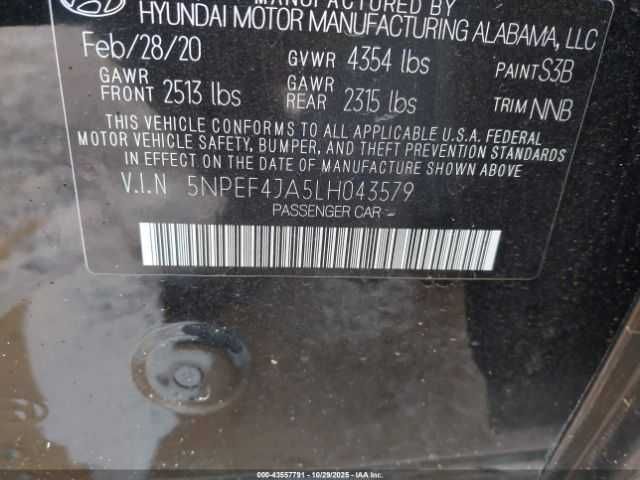 MANUFACTURED BY
HYUNDAI MOTOR MANUFACTURING ALABAMA, LLC
Feb/28/20 GVWR 4354 lbs PAINT S3B
GAWR FRONT 2513 lbs GAWR REAR 2315 lbs TRIM NNB
THIS VEHICLE CONFORMS TO ALL APPLICABLE U.S.A. FEDERAL
MOTOR VEHICLE SAFETY, BUMPER, AND THEFT PREVENTION STANDARDS
IN EFFECT ON THE DATE OF MANUFACTURE SHOWN ABOVE.
V.I.N 5NPEF4JA5LH043579
PASSENGER CAR
000-43557791 - 10/29/2025 - IAA Inc.